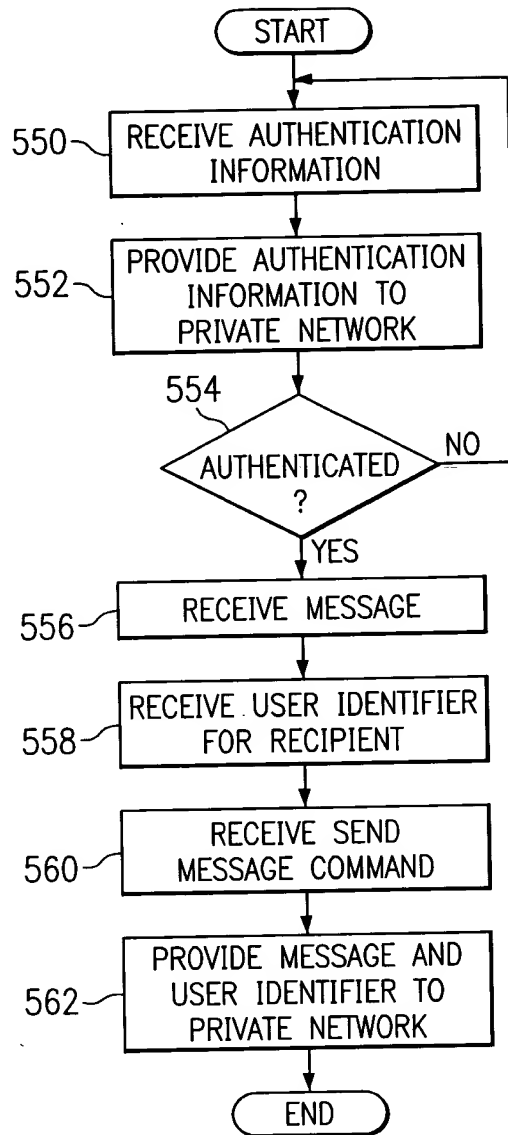 START
550
RECEIVE AUTHENTICATION
INFORMATION
552
PROVIDE AUTHENTICATION
INFORMATION TO
PRIVATE NETWORK
554
AUTHENTICATED
?
NO
YES
556
RECEIVE MESSAGE
558
RECEIVE USER IDENTIFIER
FOR RECIPIENT
560
RECEIVE SEND
MESSAGE COMMAND
562
PROVIDE MESSAGE AND
USER IDENTIFIER TO
PRIVATE NETWORK
END